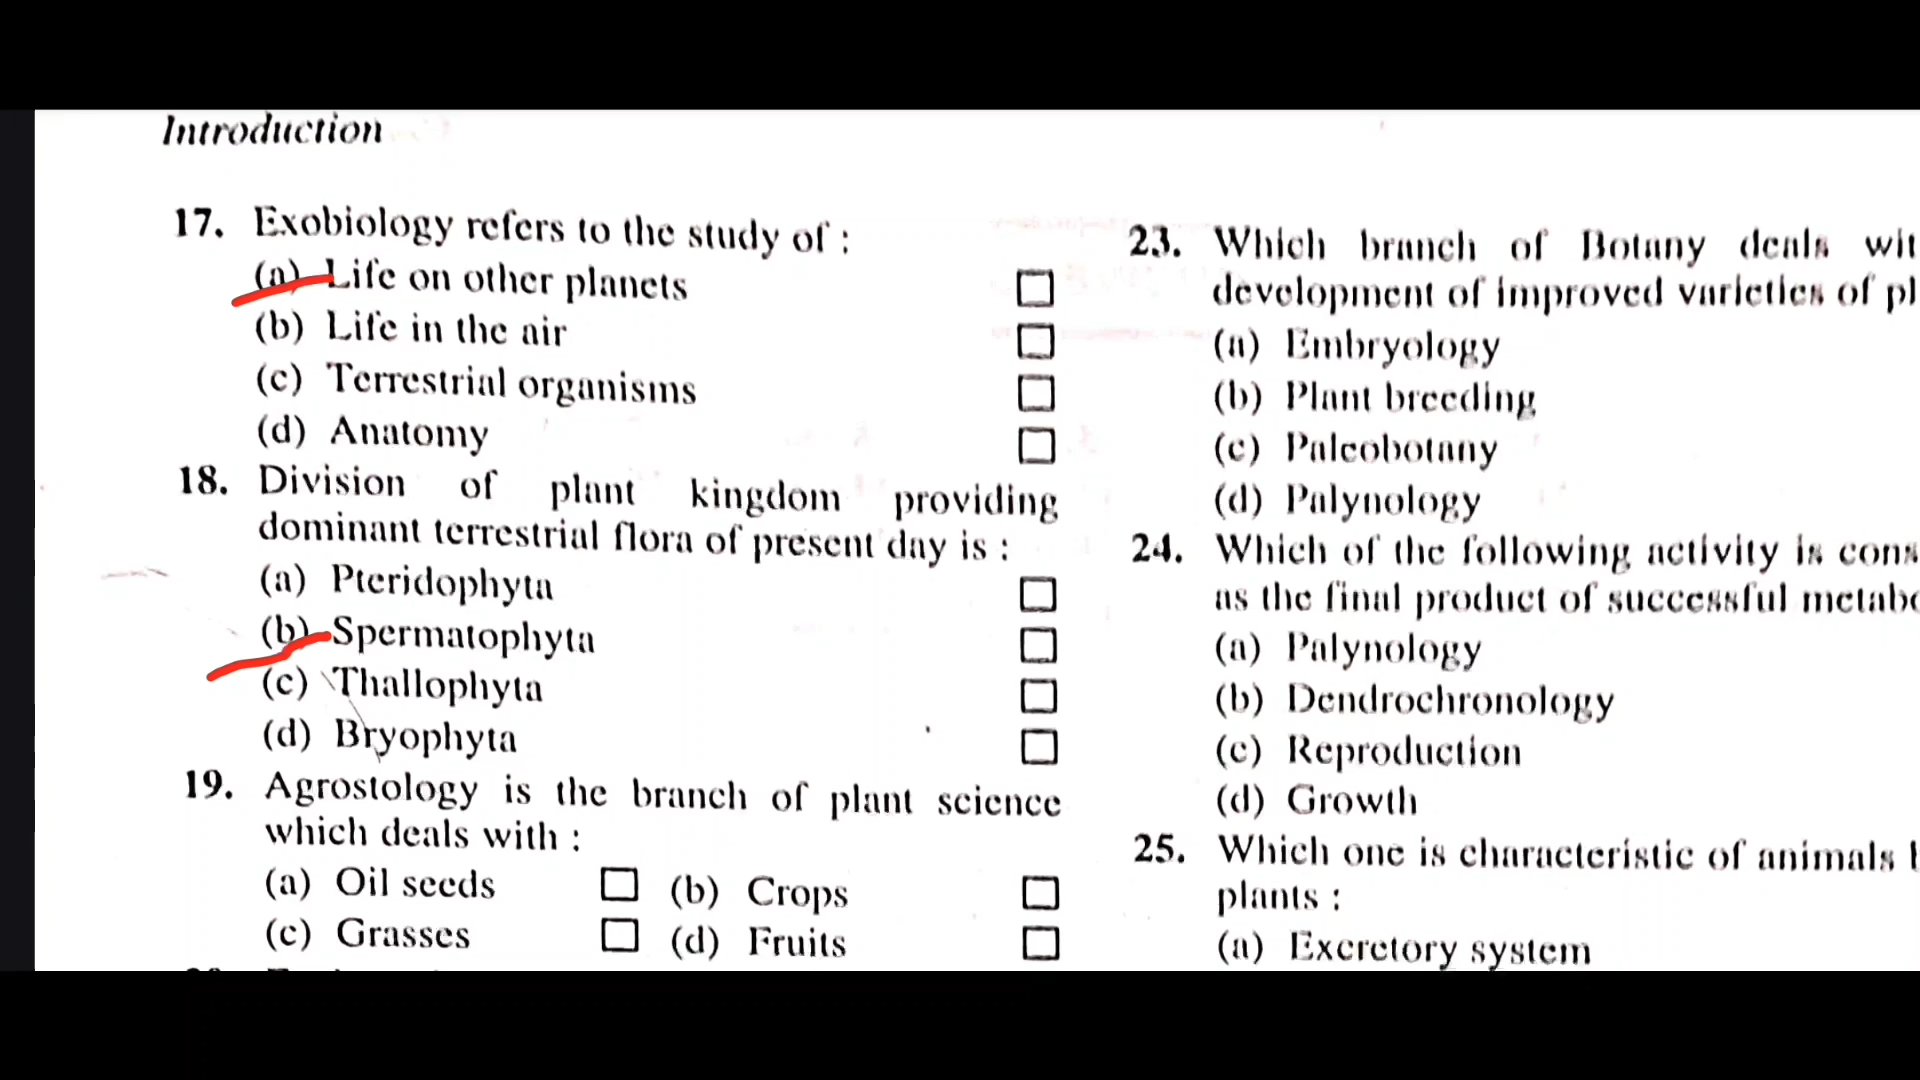 Introduction
17. Exobiology refers to the study of :
(a) Life on other planets
(b) Life in the air
(c) Terrestrial organisms
(d) Anatomy
18. Division of plant kingdom providing
dominant terrestrial flora of present day is :
(a) Pteridophyta
(b) Spermatophyta
(c) Thallophyta
(d) Bryophyta
19. Agrostology is the branch of plant science
which deals with :
(a) Oil seeds (b) Crops
(c) Grasses (d) Fruits
23. Which branch of Botany deals wit
development of improved varieties of pl
(a) Embryology
(b) Plant breeding
(c) Paleobotany
(d) Palynology
24. Which of the following activity is cons
as the final product of successful metabo
(a) Palynology
(b) Dendrochronology
(c) Reproduction
(d) Growth
25. Which one is characteristic of animals
plants :
(a) Excretory system